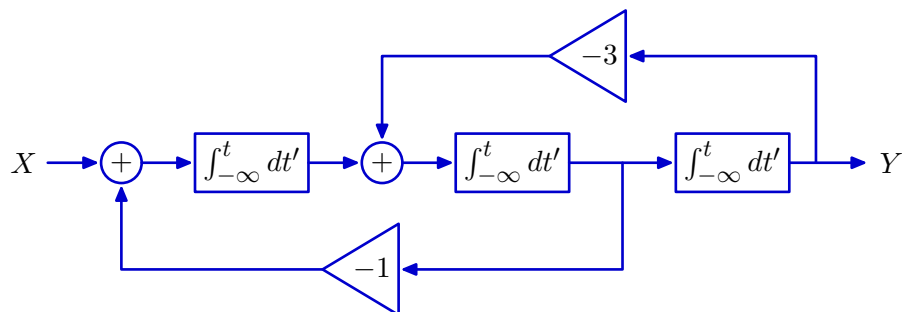 −3
X + ∫_{−∞}^{t} dt′ + ∫_{−∞}^{t} dt′ ∫_{−∞}^{t} dt′ Y
−1